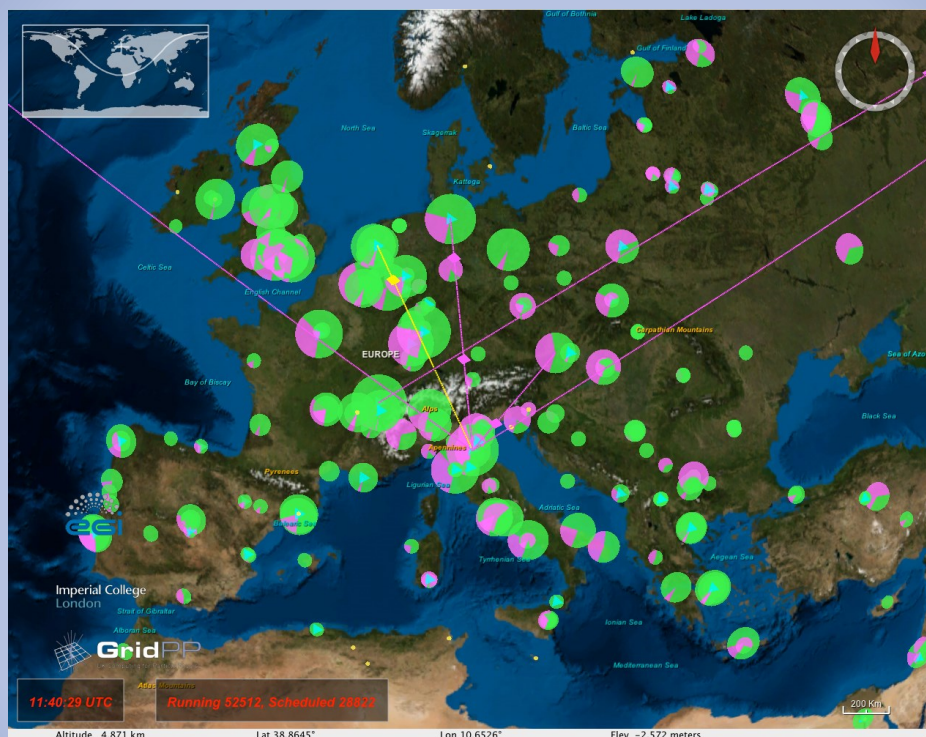 Gulf of Bothnia
Lake Ladoga
Gulf of Finland
North Sea
Skagerrak
Baltic Sea
Kattega
Celtic Sea
English Channel
Carpathian Mountains
EUROPE
Sea of Azo
Bay of Biscay
Alps
Black Sea
Apennines
Pyrenees
Ligurian Sea
Adriatic Sea
egi
Balearic Sea
Tyrrhenian Sea
Aegean Sea
Imperial College
London
Strait of Gibraltar
Ionian Sea
Alboran Sea
GridPP
Mediterranean Sea
Atlas Mountains
11:40:29 UTC
Running 52512, Scheduled 28822
200 Km
Altitude 4,871 km
Lat 38.8645°
Lon 10.6526°
Elev -2,572 meters